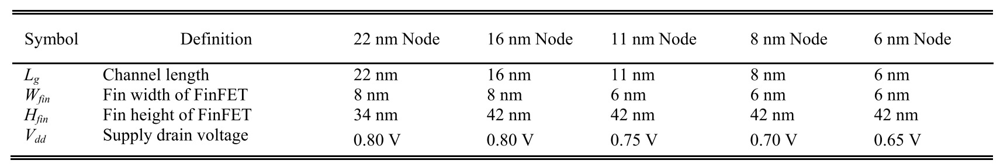 Symbol Definition 22 nm Node 16 nm Node 11 nm Node 8 nm Node 6 nm Node
Lg Channel length 22 nm 16 nm 11 nm 8 nm 6 nm
Wfin Fin width of FinFET 8 nm 8 nm 6 nm 6 nm 6 nm
Hfin Fin height of FinFET 34 nm 42 nm 42 nm 42 nm 42 nm
Vdd Supply drain voltage 0.80 V 0.80 V 0.75 V 0.70 V 0.65 V